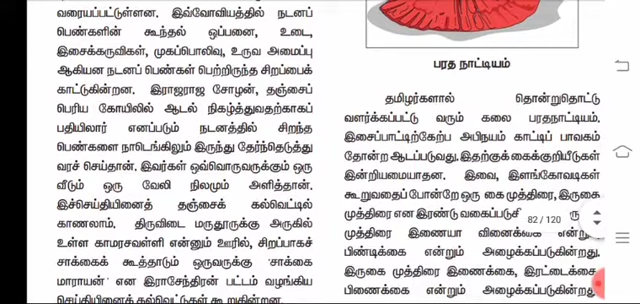 வரையப்பட்டுள்ளன. இவ்வோவியத்தில் நடனப்
பெண்களின் கூந்தல் ஒப்பனை, உடை,
இசைக்கருவிகள், முகப்பொலிவு, உருவ அமைப்பு
ஆகியன நடனப் பெண்கள் பெற்றிருந்த சிறப்பைக்
காட்டுகின்றன. இராஜராஜ சோழன், தஞ்சைப்
பெரிய கோயிலில் ஆடல் நிகழ்த்துவதற்காகப்
பதியிலார் எனப்படும் நடனத்தில் சிறந்த
பெண்களை நாடெங்கிலும் இருந்து தேர்ந்தெடுத்து
வரச் செய்தான். இவர்கள் ஒவ்வொருவருக்கும் ஒரு
வீடும் ஒரு வேலி நிலமும் அளித்தான்.
இச்செய்தியினைத் தஞ்சைக் கல்வெட்டில்
காணலாம். திருவிடை மருதூருக்கு அருகில்
உள்ள காமரசவள்ளி என்னும் ஊரில், சிறப்பாகச்
சாக்கைக் கூத்தாடும் ஒருவருக்கு 'சாக்கை
மாராயன்' என இராசேந்திரன் பட்டம் வழங்கிய
செய்தியினைக் கல்வெட்டுகள் கூறுகின்றன.
பரத நாட்டியம்
தமிழர்களால் தொன்றுதொட்டு
வளர்க்கப்பட்டு வரும் கலை பரதநாட்டியம்.
இசைப்பாட்டிற்கேற்ப அபிநயம் காட்டிப் பாவகம்
தோன்ற ஆடப்படுவது. இதற்குக் கைக்குறியீடுகள்
இன்றியமையாதன. இவை, இளங்கோவடிகள்
கூறுவதைப் போன்றே ஒரு கை முத்திரை, இருகை
முத்திரை என இரண்டு வகைப்படும்
82 / 120
முத்திரை இணையா வினைக்கை என்றும்
பிண்டிக்கை என்றும் அழைக்கப்படுகின்றது.
இருகை முத்திரை இணைக்கை, இரட்டைக்கை
பிணைக்கை என்றும் அழைக்கப்படுகின்றது